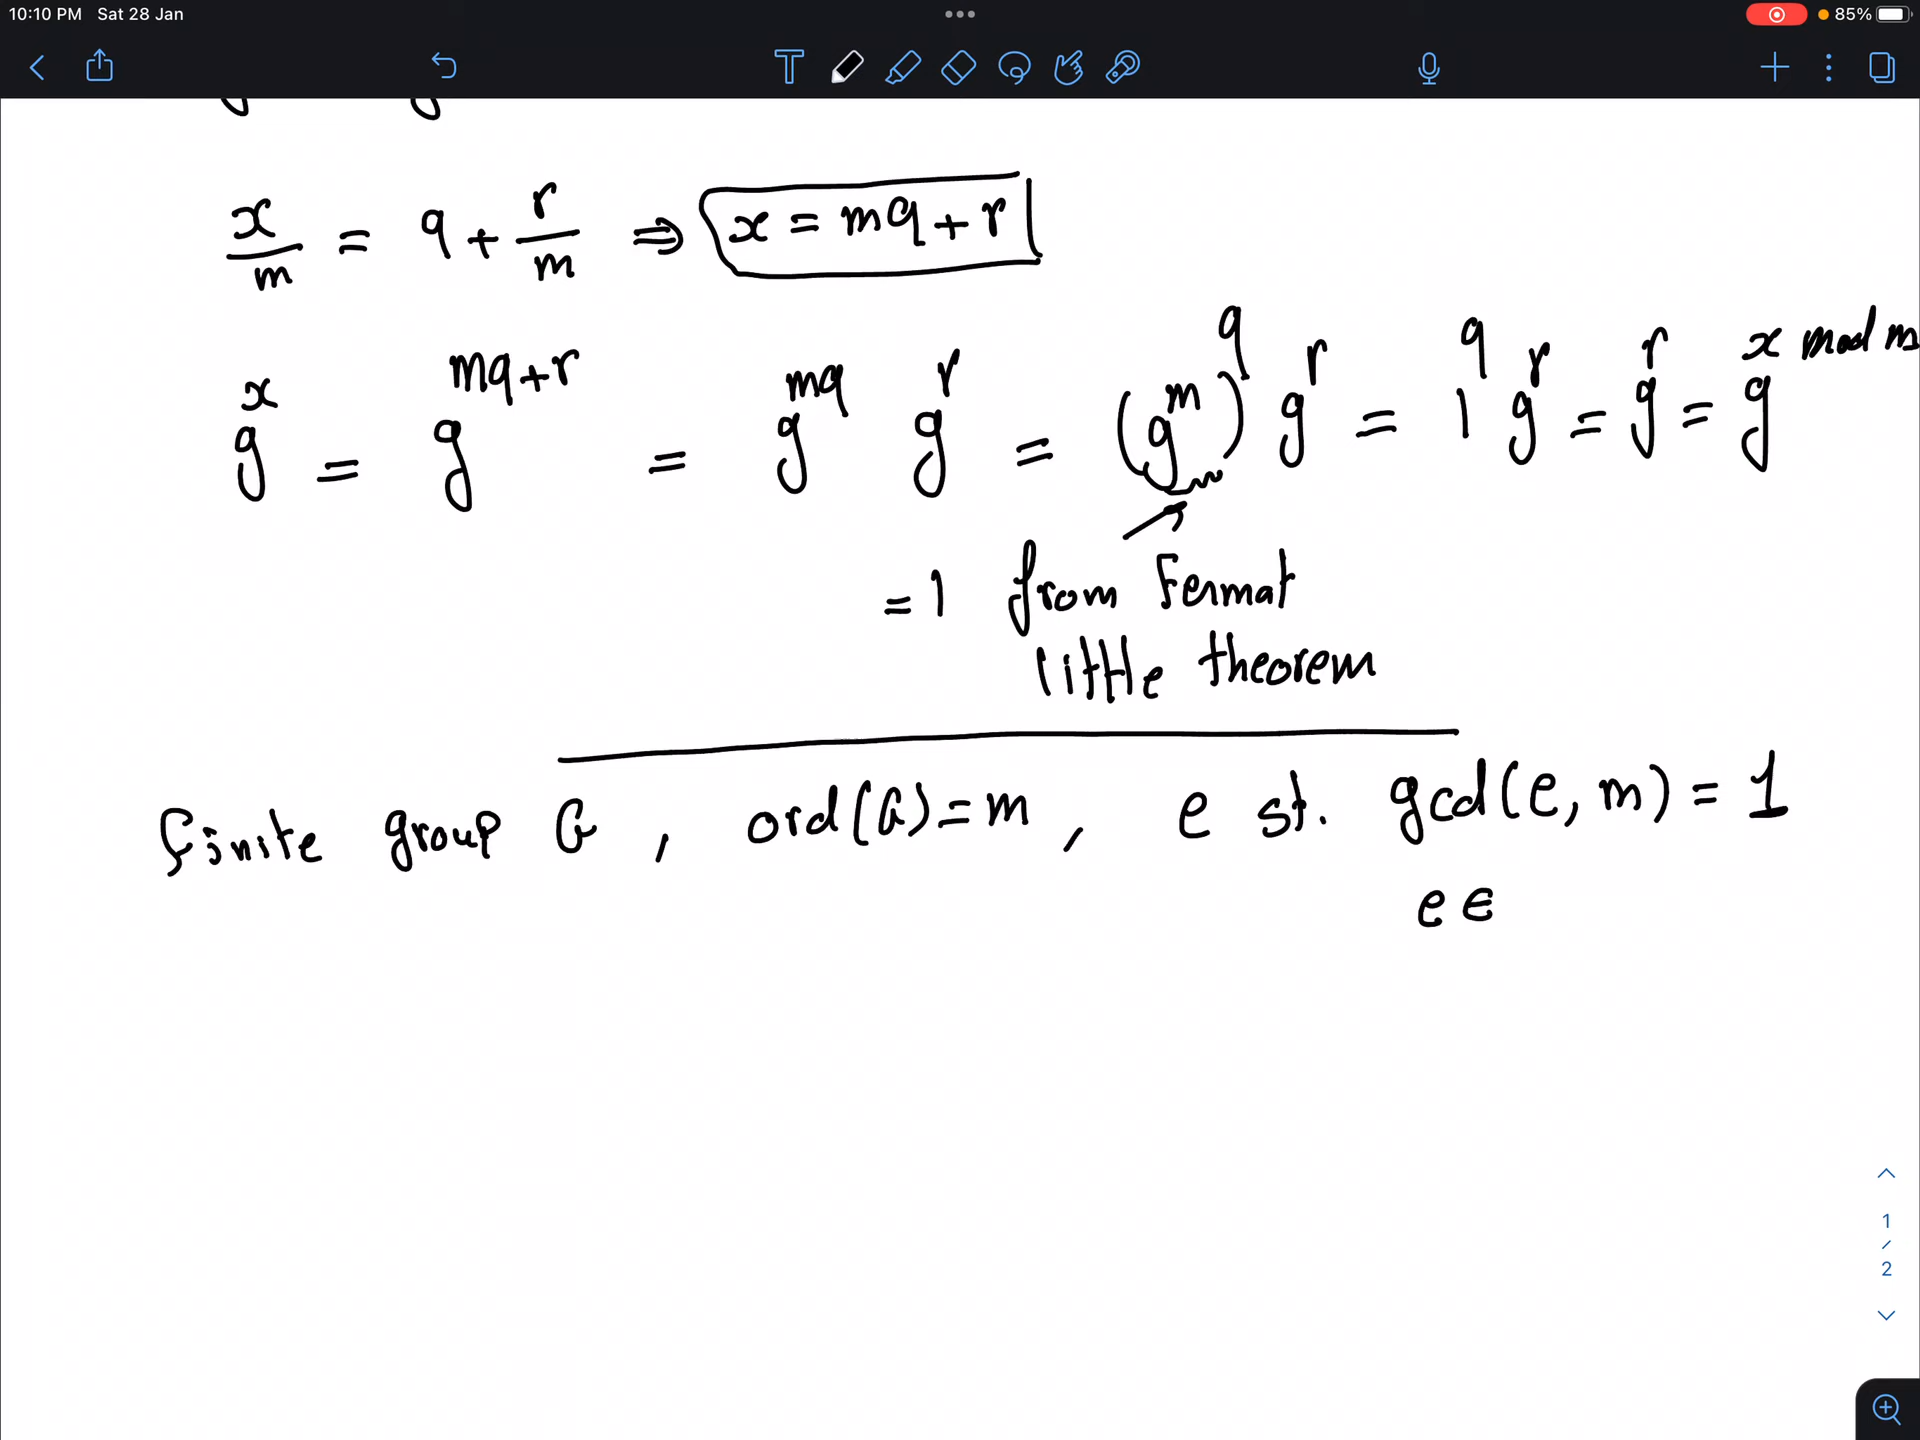 10:10 PM Sat 28 Jan
85%
T
x/m = q + r/m ⇒ x = mq + r
g^x = g^(mq+r) = g^(mq) g^r = (g^m)^q g^r = 1^q g^r = g^r = g^(x mod m)
= 1 from Fermat
little theorem
finite group G , ord(G) = m , e st. gcd(e, m) = 1
e ∈
1
/
2